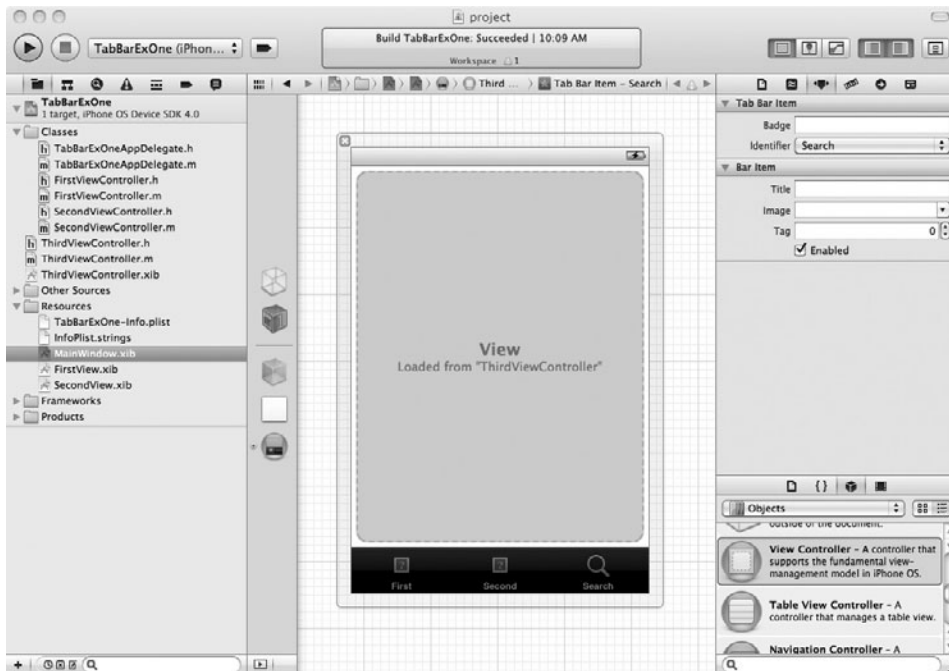 project
TabBarExOne (iPhon...
Build TabBarExOne: Succeeded | 10:09 AM
Workspace 1
Third ...
Tab Bar Item – Search
TabBarExOne
1 target, iPhone OS Device SDK 4.0
Classes
h TabBarExOneAppDelegate.h
m TabBarExOneAppDelegate.m
h FirstViewController.h
m FirstViewController.m
h SecondViewController.h
m SecondViewController.m
h ThirdViewController.h
m ThirdViewController.m
ThirdViewController.xib
Other Sources
Resources
TabBarExOne-Info.plist
InfoPlist.strings
MainWindow.xib
FirstView.xib
SecondView.xib
Frameworks
Products
View
Loaded from "ThirdViewController"
? First
? Second
Search
Tab Bar Item
Badge
Identifier Search
Bar Item
Title
Image
Tag 0
Enabled
{}
Objects
outside of the document.
View Controller – A controller that
supports the fundamental view-
management model in iPhone OS.
Table View Controller – A
controller that manages a table view.
Navigation Controller – A